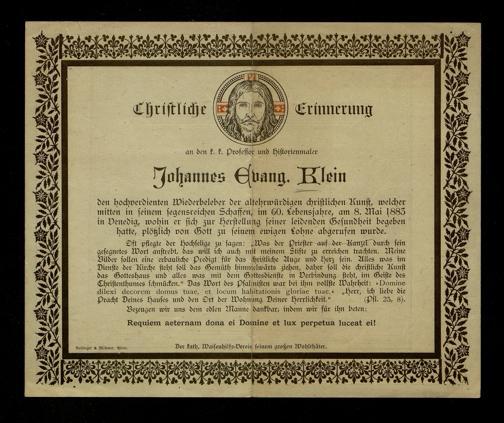 Christliche Erinnerung
an den k. k. Professor und Historienmaler
Johannes Evang. Klein
den hochverdienten Wiederbeleber der altehrwürdigen christlichen Kunst, welcher
mitten in seinem segensreichen Schaffen, im 60. Lebensjahre, am 8. Mai 1883
in Venedig, wohin er sich zur Herstellung seiner leidenden Gesundheit begeben
hatte, plötzlich von Gott zu seinem ewigen Lohne abgerufen wurde.
Oft pflegte der Hochselige zu sagen: „Was der Priester auf der Kanzel durch sein
gesegnetes Wort anstrebt, das will ich auch mit meinem Stifte zu erreichen trachten. Meine
Bilder sollen eine erbauliche Predigt für das christliche Auge und Herz sein. Alles was im
Dienste der Kirche steht soll das Gemüth himmelwärts ziehen, daher soll die christliche Kunst
das Gotteshaus und alles was mit dem Gottesdienste in Verbindung steht, im Geiste des
Christenthumes schmücken.“ Das Wort des Psalmisten war bei ihm vollste Wahrheit: »Domine
dilexi decorem domus tuae, et locum habitationis gloriae tuae.« „Herr, ich liebe die
Pracht Deines Hauses und den Ort der Wohnung Deiner Herrlichkeit.“ (Ps. 25, 8).
Bezeugen wir uns dem edlen Manne dankbar, indem wir für ihn beten:
Requiem aeternam dona ei Domine et lux perpetua luceat ei!
Der kath. Waisenhilfs-Verein seinem großen Wohlthäter.